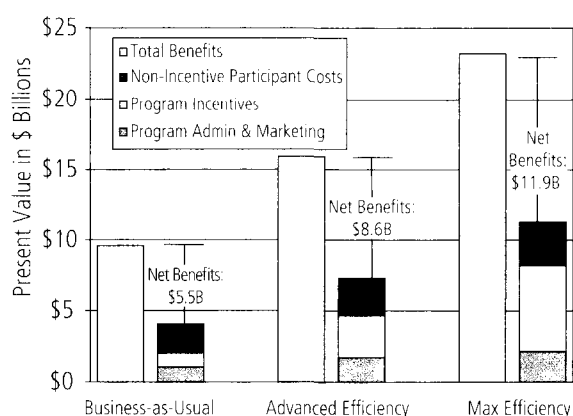 $25
$20
$15
$10
$5
$0
Present Value in $ Billions
Total Benefits
Non-Incentive Participant Costs
Program Incentives
Program Admin & Marketing
Net Benefits:
$5.5B
Net Benefits:
$8.6B
Net
Benefits:
$11.9B
Business-as-Usual
Advanced Efficiency
Max Efficiency